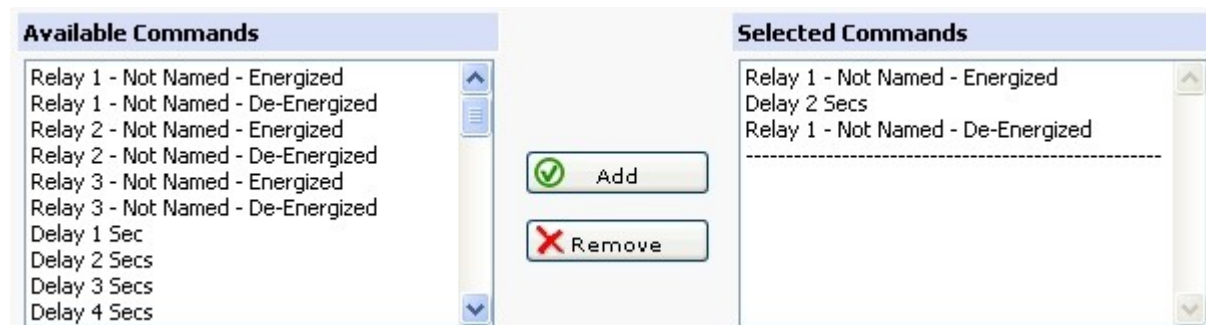 Available Commands
Relay 1 - Not Named - Energized
Relay 1 - Not Named - De-Energized
Relay 2 - Not Named - Energized
Relay 2 - Not Named - De-Energized
Relay 3 - Not Named - Energized
Relay 3 - Not Named - De-Energized
Delay 1 Sec
Delay 2 Secs
Delay 3 Secs
Delay 4 Secs
Add
Remove
Selected Commands
Relay 1 - Not Named - Energized
Delay 2 Secs
Relay 1 - Not Named - De-Energized
----------------------------------------------------